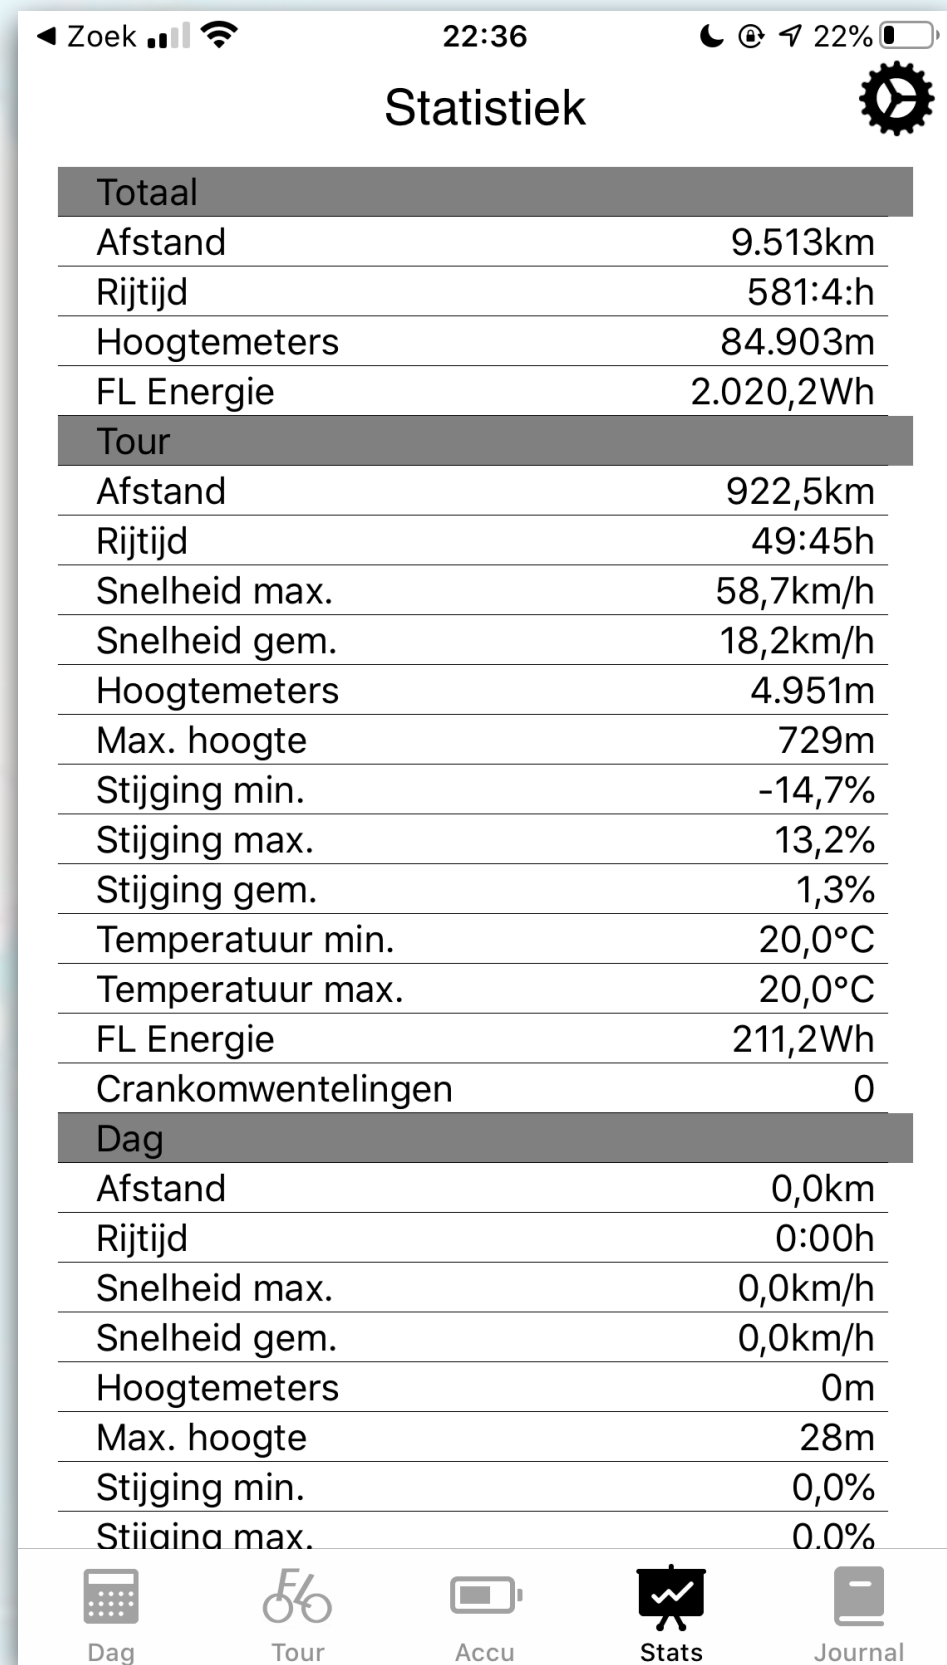 ◀ Zoek 22:36 22%
Statistiek
Totaal
Afstand 9.513km
Rijtijd 581:4:h
Hoogtemeters 84.903m
FL Energie 2.020,2Wh
Tour
Afstand 922,5km
Rijtijd 49:45h
Snelheid max. 58,7km/h
Snelheid gem. 18,2km/h
Hoogtemeters 4.951m
Max. hoogte 729m
Stijging min. -14,7%
Stijging max. 13,2%
Stijging gem. 1,3%
Temperatuur min. 20,0°C
Temperatuur max. 20,0°C
FL Energie 211,2Wh
Crankomwentelingen 0
Dag
Afstand 0,0km
Rijtijd 0:00h
Snelheid max. 0,0km/h
Snelheid gem. 0,0km/h
Hoogtemeters 0m
Max. hoogte 28m
Stijging min. 0,0%
Stijging max. 0,0%
Dag Tour Accu Stats Journal